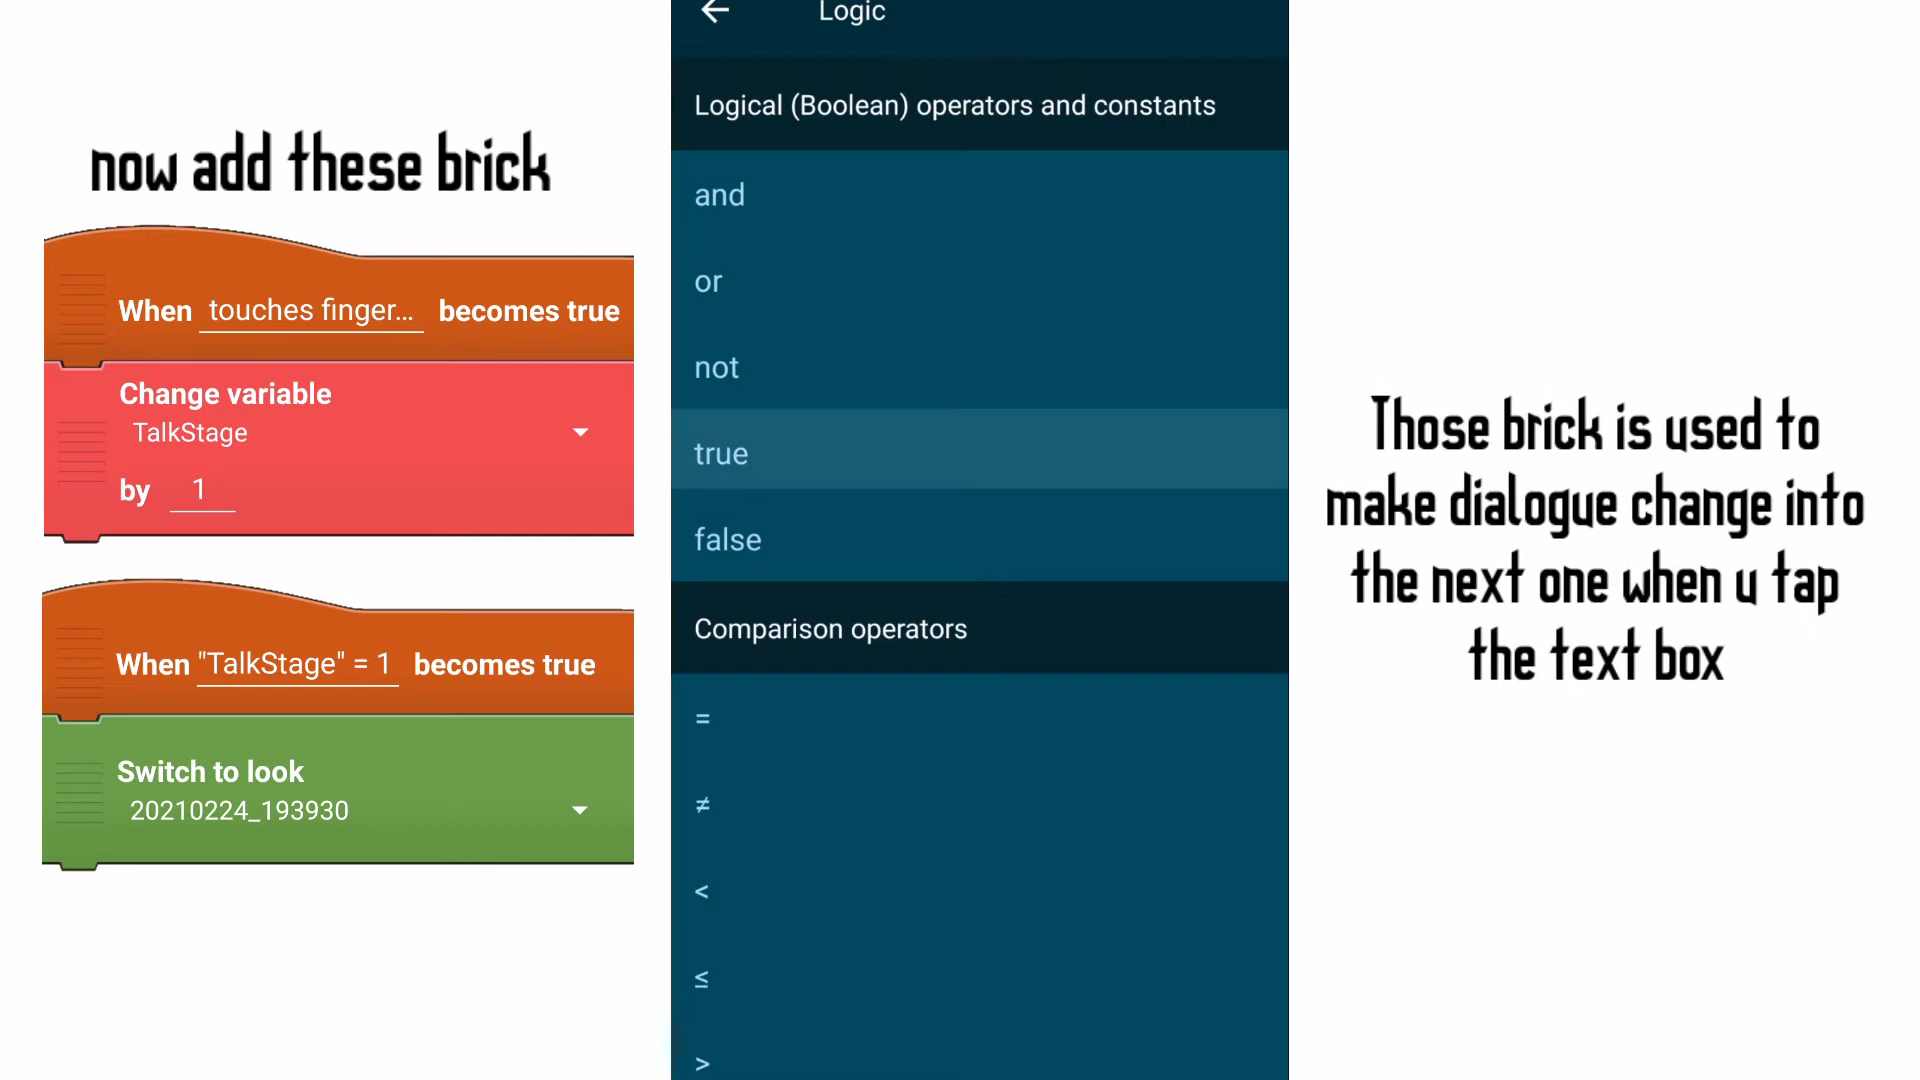 now add these brick
When touches finger... becomes true
Change variable
TalkStage
by 1
When "TalkStage" = 1 becomes true
Switch to look
20210224_193930
Logic
Logical (Boolean) operators and constants
and
or
not
true
false
Comparison operators
=
≠
<
≤
>
Those brick is used to
make dialogue change into
the next one when u tap
the text box